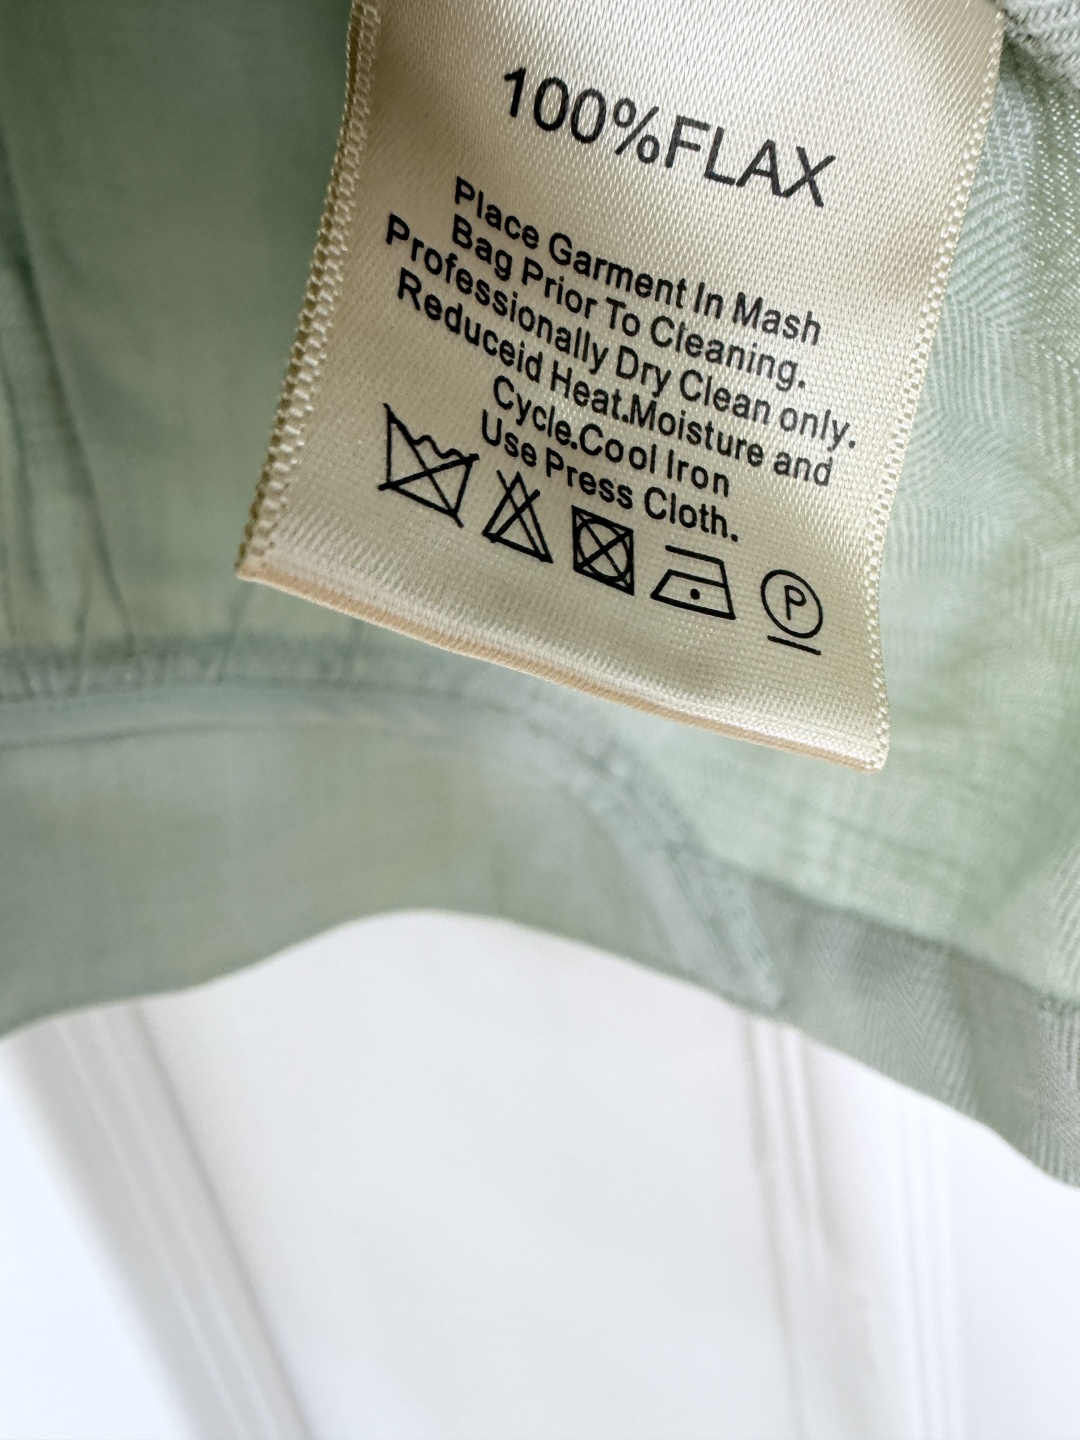 100%FLAX
Place Garment In Mash
Bag Prior To Cleaning.
Professionally Dry Clean only.
Reduceid Heat.Moisture and
Cycle.Cool Iron
Use Press Cloth.
P